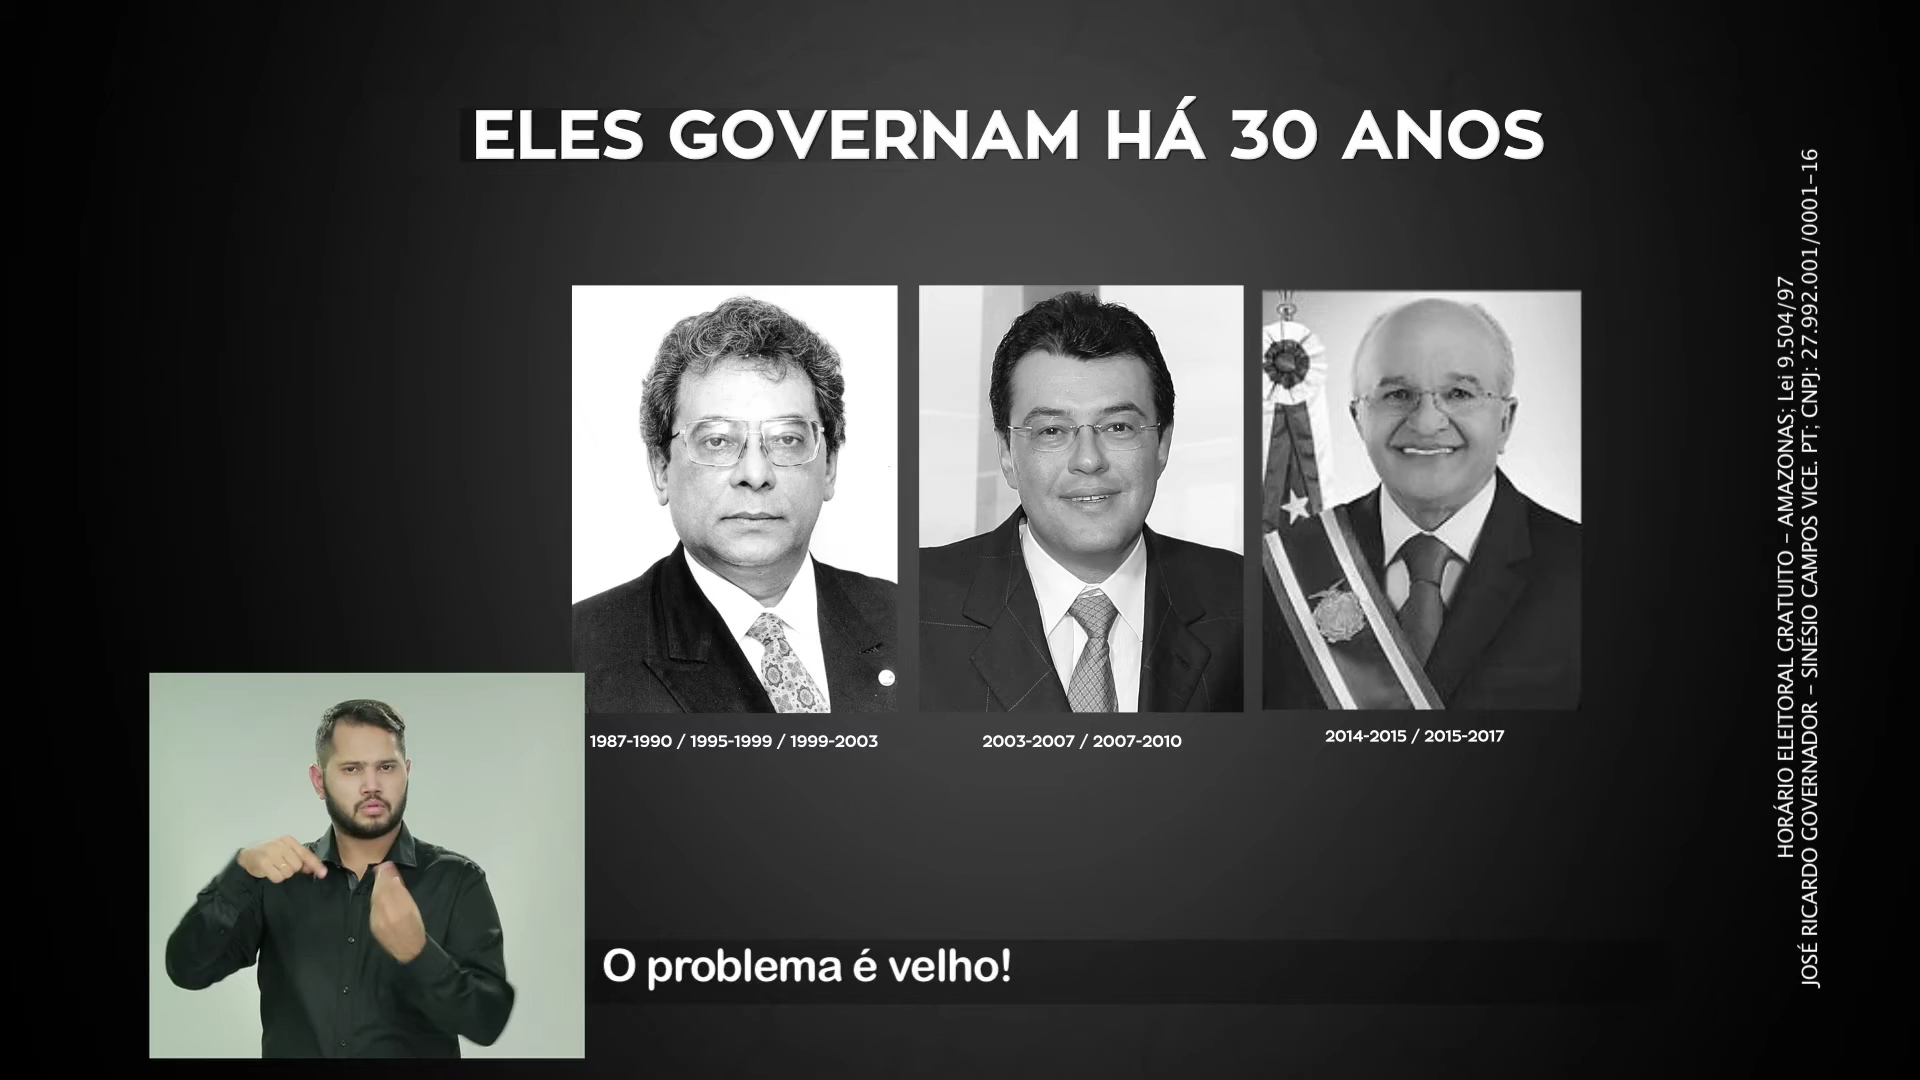 ELES GOVERNAM HÁ 30 ANOS
1987-1990 / 1995-1999 / 1999-2003
2003-2007 / 2007-2010
2014-2015 / 2015-2017
O problema é velho!
HORÁRIO ELEITORAL GRATUITO – AMAZONAS; Lei 9.504/97
JOSÉ RICARDO GOVERNADOR – SINÉSIO CAMPOS VICE. PT; CNPJ: 27.992.001/0001-16